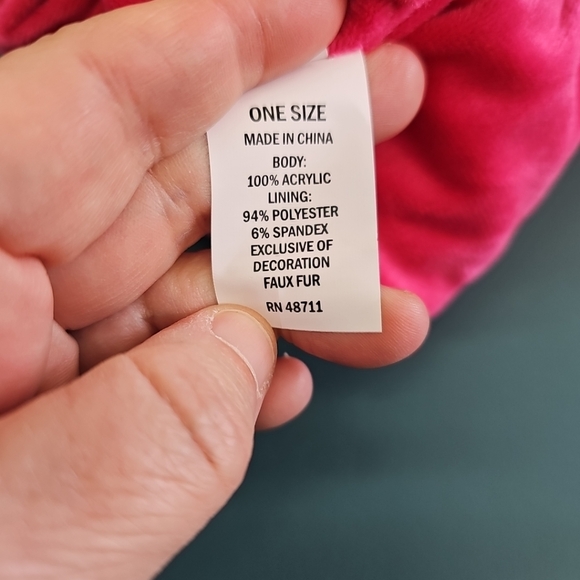 ONE SIZE
MADE IN CHINA
BODY:
100% ACRYLIC
LINING:
94% POLYESTER
6% SPANDEX
EXCLUSIVE OF
DECORATION
FAUX FUR
RN 48711